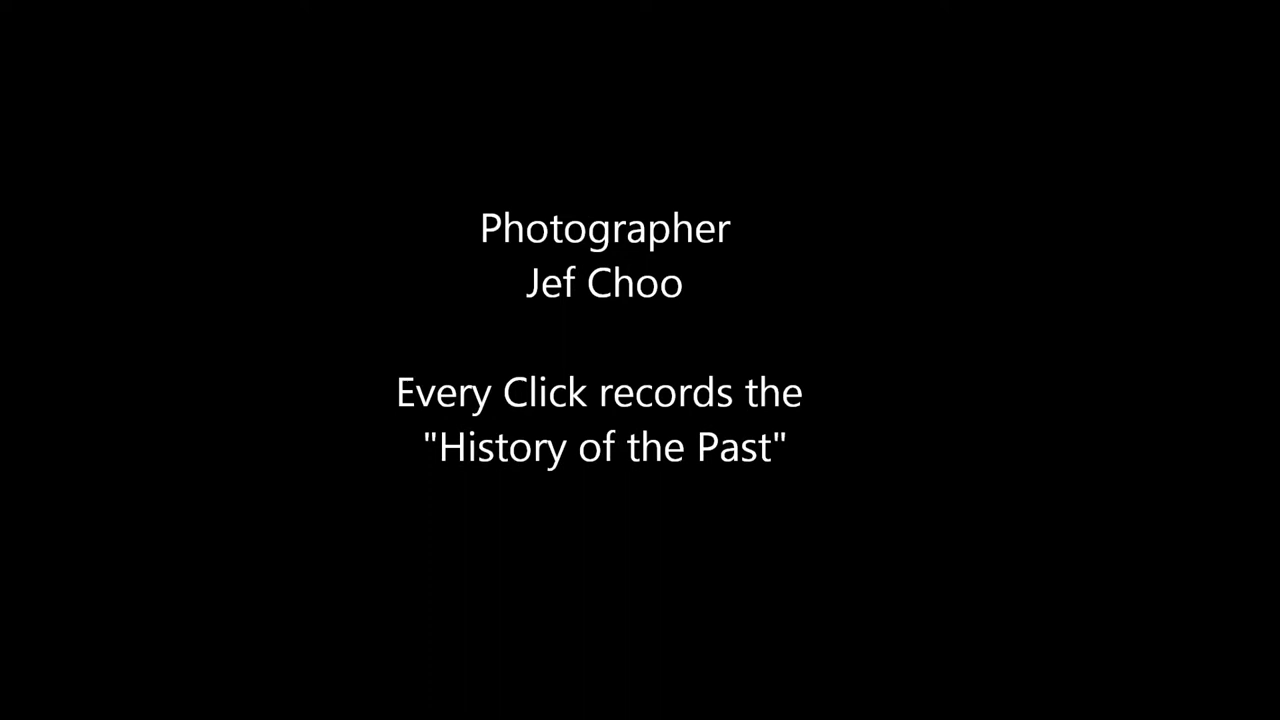 Photographer
Jef Choo
Every Click records the
"History of the Past"